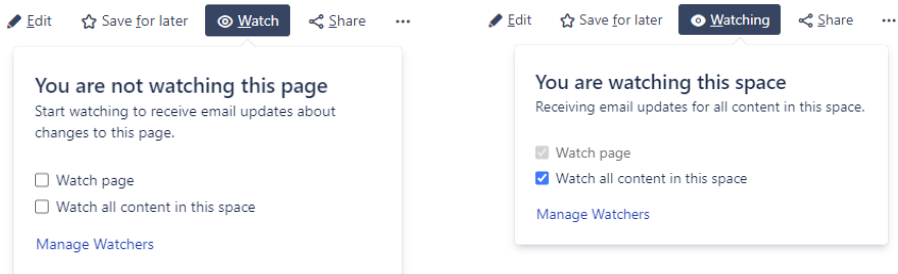 Edit Save for later Watch Share ...
You are not watching this page
Start watching to receive email updates about
changes to this page.
Watch page
Watch all content in this space
Manage Watchers
Edit Save for later Watching Share ...
You are watching this space
Receiving email updates for all content in this space.
Watch page
Watch all content in this space
Manage Watchers